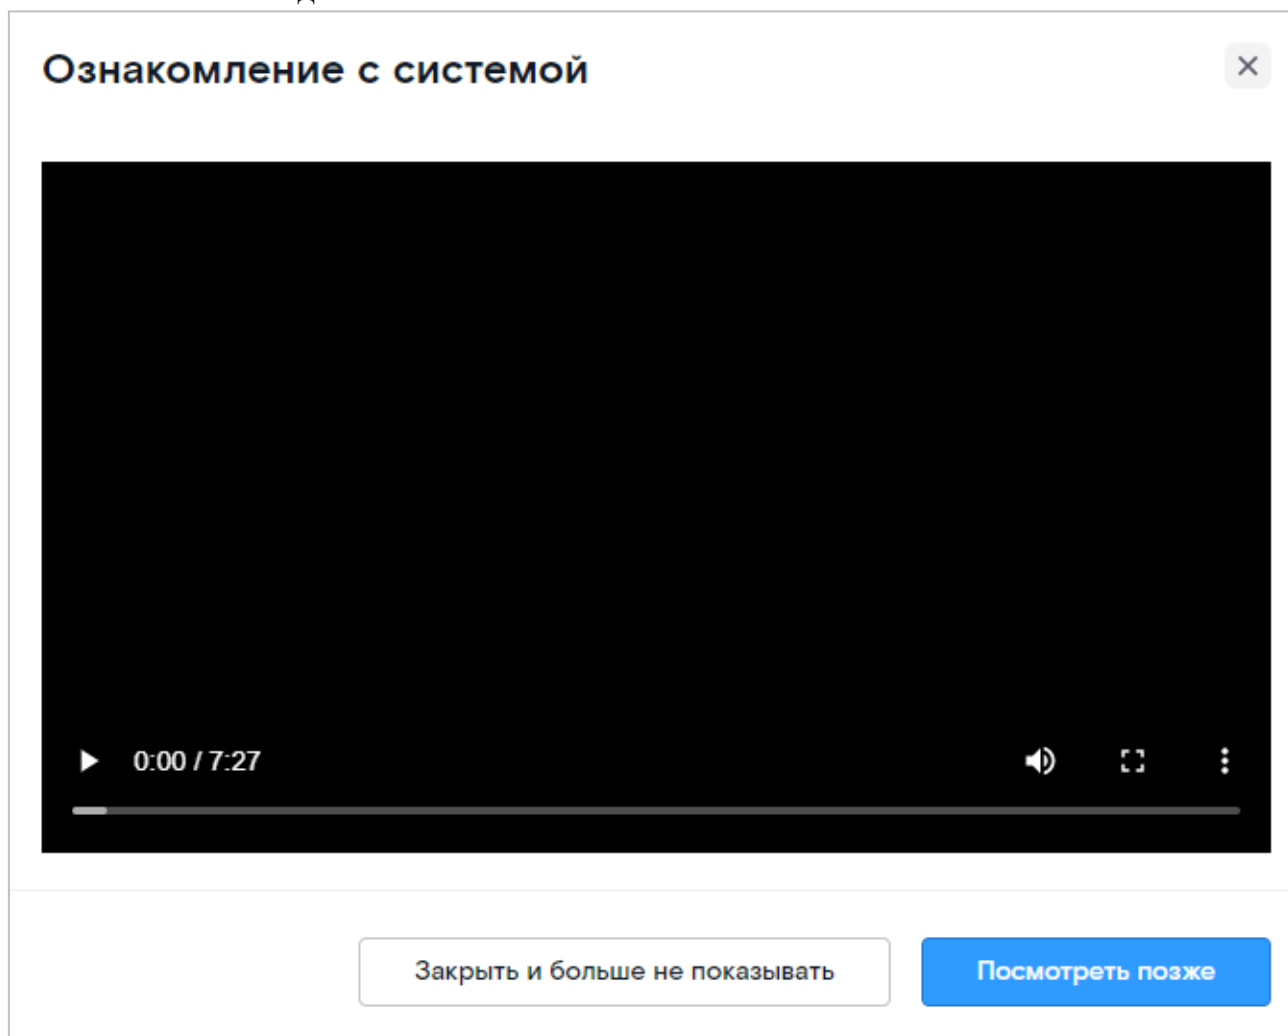 Ознакомление с системой
0:00 / 7:27
Закрыть и больше не показывать
Посмотреть позже